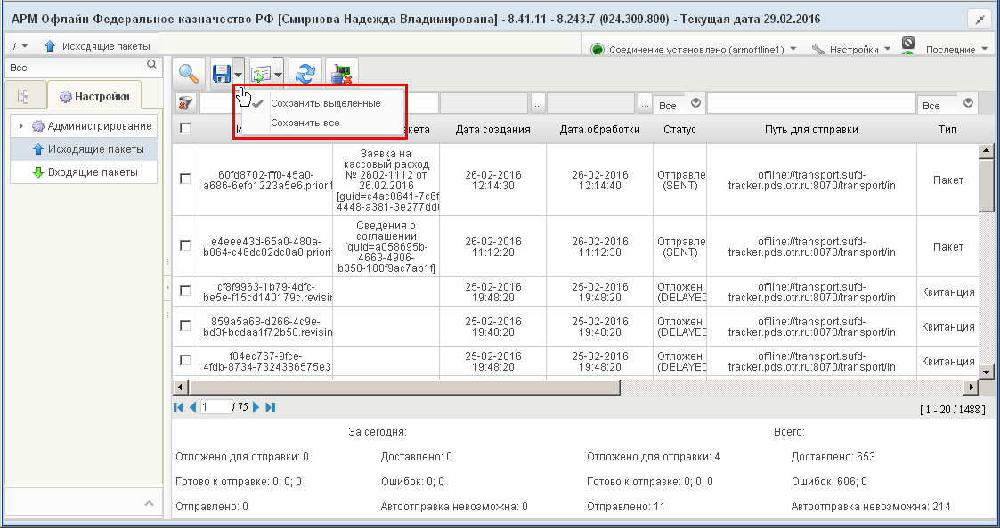 АРМ Офлайн Федеральное казначество РФ [Смирнова Надежда Владимирована] - 8.41.11 - 8.243.7 (024.300.800) - Текущая дата 29.02.2016
/ Исходящие пакеты
Соединение установлено (armoffline1) Настройки Последние
Все
Настройки
Администрирование
Исходящие пакеты
Входящие пакеты
... ... Все Все
Сохранить выделенные
Сохранить все
Дата создания Дата обработки Статус Путь для отправки Тип
Заявка на
кассовый расход
№ 2602-1112 от
26.02.2016
[guid=c4ac8641-7c6f
4448-a381-3e277dd0
60fd8702-fff0-45a0-
a686-6efb1223a5e6.priorit
26-02-2016
12:14:30
26-02-2016
12:14:40
Отправле
(SENT)
offline://transport.sufd-
tracker.pds.otr.ru:8070/transport/in
Пакет
e4eee43d-65a0-480a-
b064-c46dc02dc0a8.priorit
Сведения о
соглашении
[guid=a058695b-
4663-4906-
b350-180f9ac7ab1f]
26-02-2016
11:12:20
26-02-2016
11:12:30
Отправле
(SENT)
offline://transport.sufd-
tracker.pds.otr.ru:8070/transport/in
Пакет
cf8f9963-1b79-4dfc-
be5e-f15cd140179c.revisin
25-02-2016
19:48:20
25-02-2016
19:48:20
Отложен
(DELAYED
offline://transport.sufd-
tracker.pds.otr.ru:8070/transport/in
Квитанция
859a5a68-d266-4c9e-
bd3f-bcdaa1f72b58.revisin
25-02-2016
19:48:20
25-02-2016
19:48:20
Отложен
(DELAYED
offline://transport.sufd-
tracker.pds.otr.ru:8070/transport/in
Квитанция
f04ec767-9fce-
4fdb-8734-7324386575e3
25-02-2016
19:48:20
25-02-2016
19:48:20
Отложен
(DELAYED
offline://transport.sufd-
tracker.pds.otr.ru:8070/transport/in
Квитанция
1 / 75 [ 1 - 20 / 1488 ]
За сегодня: Всего:
Отложено для отправки: 0 Доставлено: 0 Отложено для отправки: 4 Доставлено: 653
Готово к отправке: 0; 0; 0 Ошибок: 0; 0 Готово к отправке: 0; 0; 0 Ошибок: 606; 0
Отправлено: 0 Автоотправка невозможна: 0 Отправлено: 11 Автоотправка невозможна: 214